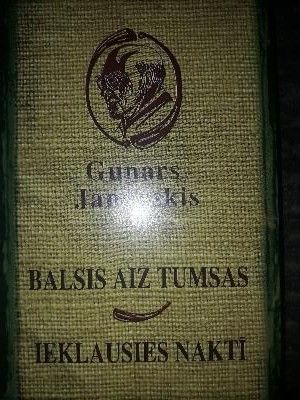 Gunars
BALSIS AIZ TUMSAS
IEKLAUSIES NAKTĪ